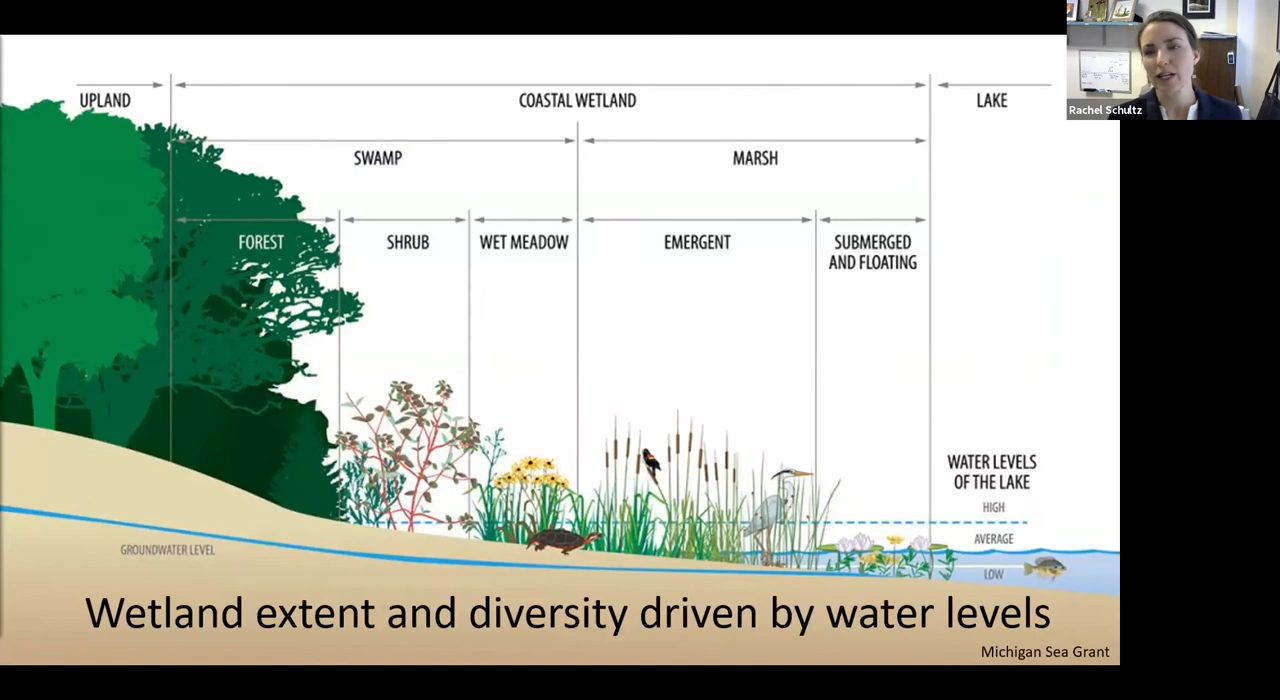 Rachel Schultz
UPLAND
COASTAL WETLAND
LAKE
SWAMP
MARSH
FOREST
SHRUB
WET MEADOW
EMERGENT
SUBMERGED
AND FLOATING
WATER LEVELS
OF THE LAKE
HIGH
AVERAGE
LOW
GROUNDWATER LEVEL
Wetland extent and diversity driven by water levels
Michigan Sea Grant